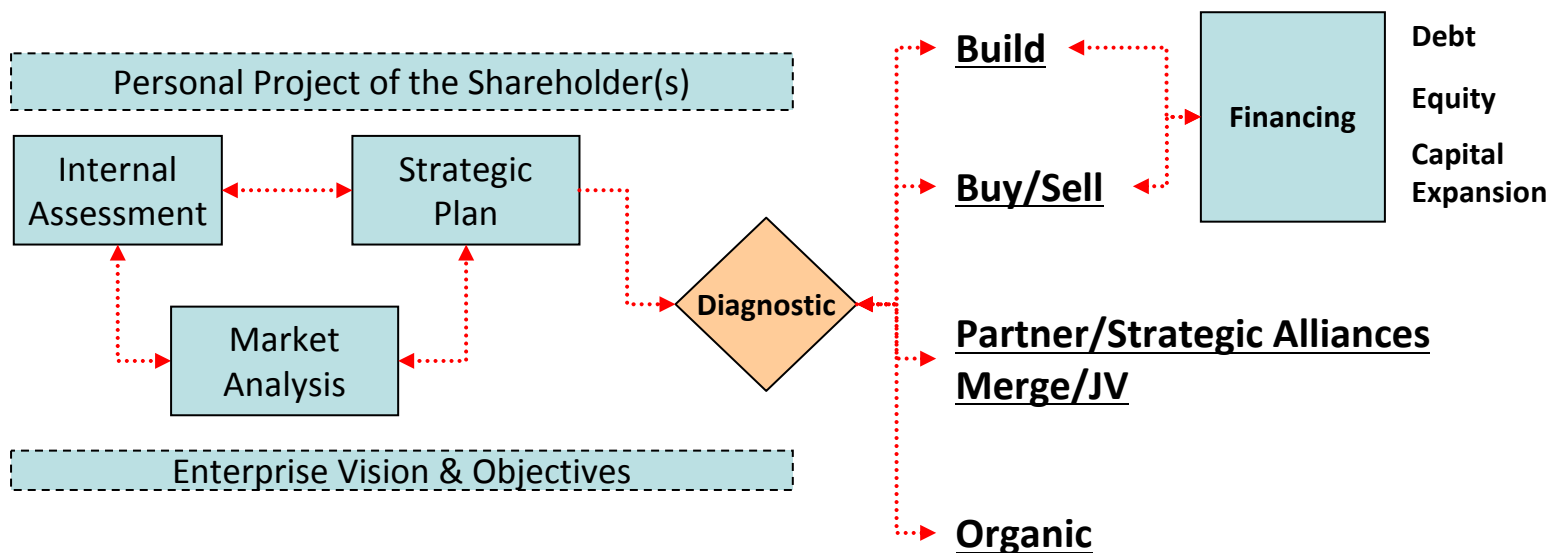 Personal Project of the Shareholder(s)
Internal
Assessment
Strategic
Plan
Market
Analysis
Enterprise Vision & Objectives
Diagnostic
Build
Buy/Sell
Partner/Strategic Alliances
Merge/JV
Organic
Financing
Debt
Equity
Capital
Expansion